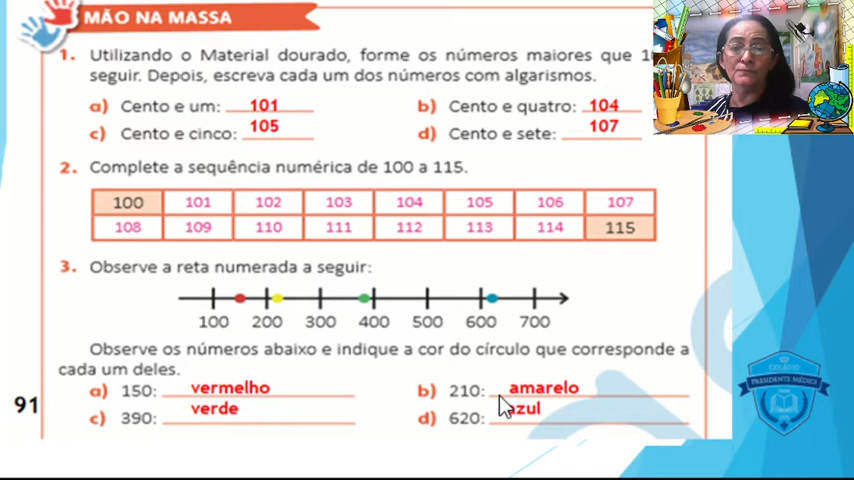 MÃO NA MASSA
1. Utilizando o Material dourado, forme os números maiores que
seguir. Depois, escreva cada um dos números com algarismos.
a) Cento e um: 101 b) Cento e quatro: 104
c) Cento e cinco: 105 d) Cento e sete: 107
2. Complete a sequência numérica de 100 a 115.
100 101 102 103 104 105 106 107
108 109 110 111 112 113 114 115
3. Observe a reta numerada a seguir:
100 200 300 400 500 600 700
Observe os números abaixo e indique a cor do círculo que corresponde a
cada um deles.
a) 150: vermelho b) 210: amarelo
c) 390: verde d) 620: azul
91
COLÉGIO
PRESIDENTE MÉDICI